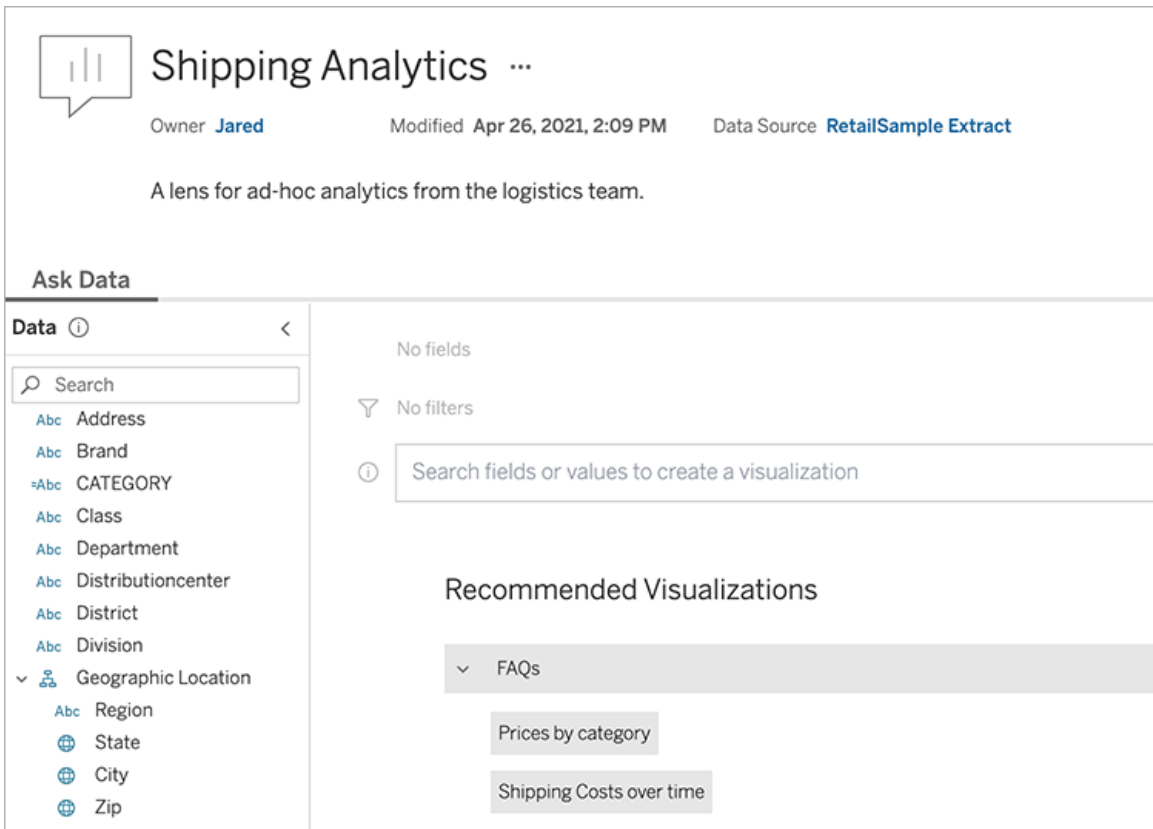 Shipping Analytics ...
Owner Jared Modified Apr 26, 2021, 2:09 PM Data Source RetailSample Extract
A lens for ad-hoc analytics from the logistics team.
Ask Data
Data
Search
Abc Address
Abc Brand
=Abc CATEGORY
Abc Class
Abc Department
Abc Distributioncenter
Abc District
Abc Division
Geographic Location
Abc Region
State
City
Zip
No fields
No filters
Search fields or values to create a visualization
Recommended Visualizations
FAQs
Prices by category
Shipping Costs over time